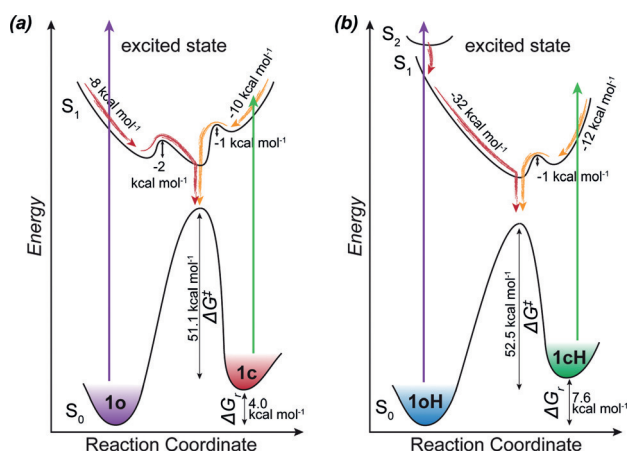 (a)
excited state
S1
-8 kcal mol-1
-10 kcal mol-1
-2
kcal mol-1
-1 kcal mol-1
Energy
51.1 kcal mol-1
ΔG‡
1o
1c
S0
ΔGr
4.0
kcal mol-1
Reaction Coordinate
(b)
S2
excited state
S1
-32 kcal mol-1
-12 kcal mol-1
-1 kcal mol-1
Energy
52.5 kcal mol-1
ΔG‡
1oH
1cH
S0
ΔGr
7.6
kcal mol-1
Reaction Coordinate